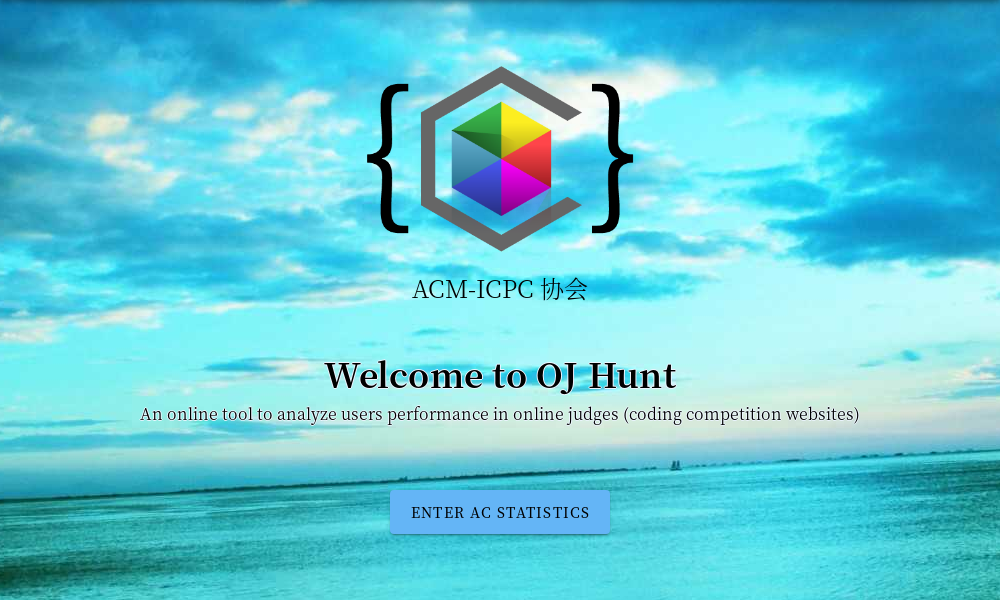 { }
ACM-ICPC 协会
Welcome to OJ Hunt
An online tool to analyze users performance in online judges (coding competition websites)
ENTER AC STATISTICS